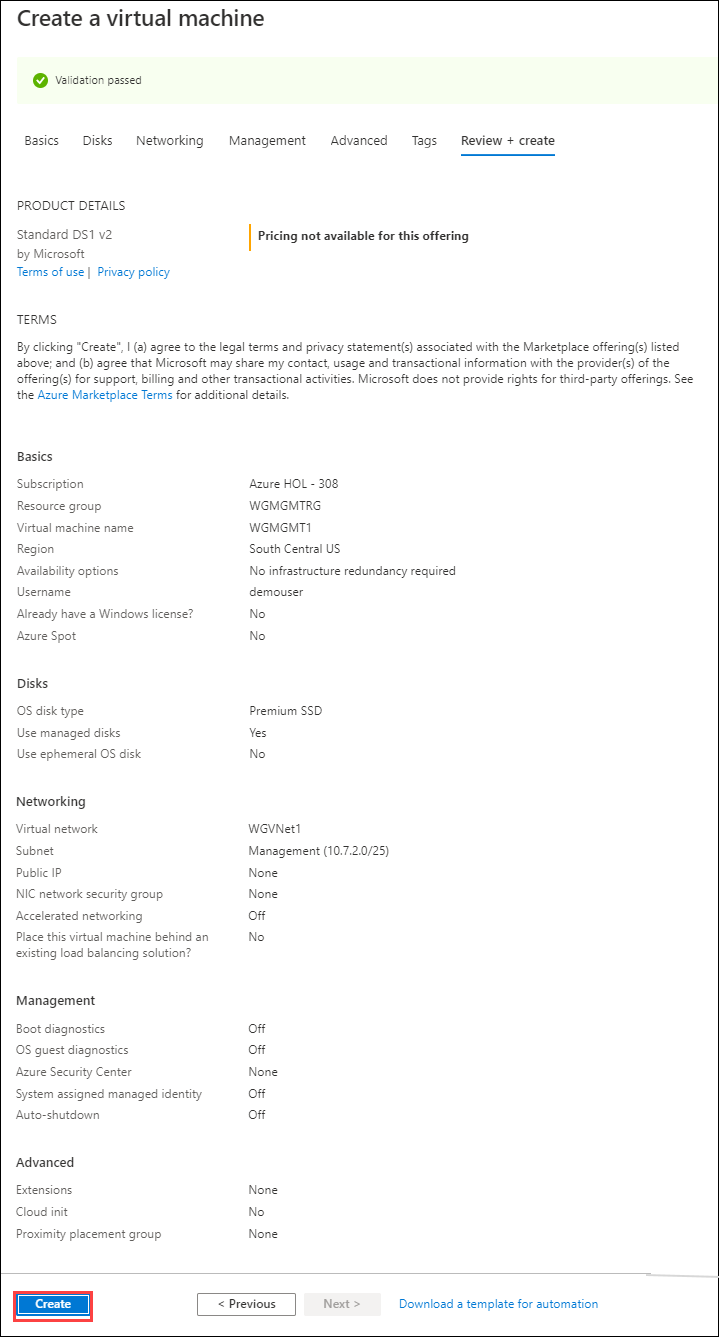 Create a virtual machine
Validation passed
Basics Disks Networking Management Advanced Tags Review + create
PRODUCT DETAILS
Standard DS1 v2
by Microsoft
Terms of use | Privacy policy
Pricing not available for this offering
TERMS
By clicking "Create", I (a) agree to the legal terms and privacy statement(s) associated with the Marketplace offering(s) listed
above; and (b) agree that Microsoft may share my contact, usage and transactional information with the provider(s) of the
offering(s) for support, billing and other transactional activities. Microsoft does not provide rights for third-party offerings. See
the Azure Marketplace Terms for additional details.
Basics
Subscription Azure HOL - 308
Resource group WGMGMTRG
Virtual machine name WGMGMT1
Region South Central US
Availability options No infrastructure redundancy required
Username demouser
Already have a Windows license? No
Azure Spot No
Disks
OS disk type Premium SSD
Use managed disks Yes
Use ephemeral OS disk No
Networking
Virtual network WGVNet1
Subnet Management (10.7.2.0/25)
Public IP None
NIC network security group None
Accelerated networking Off
Place this virtual machine behind an No
existing load balancing solution?
Management
Boot diagnostics Off
OS guest diagnostics Off
Azure Security Center None
System assigned managed identity Off
Auto-shutdown Off
Advanced
Extensions None
Cloud init No
Proximity placement group None
Create < Previous Next > Download a template for automation